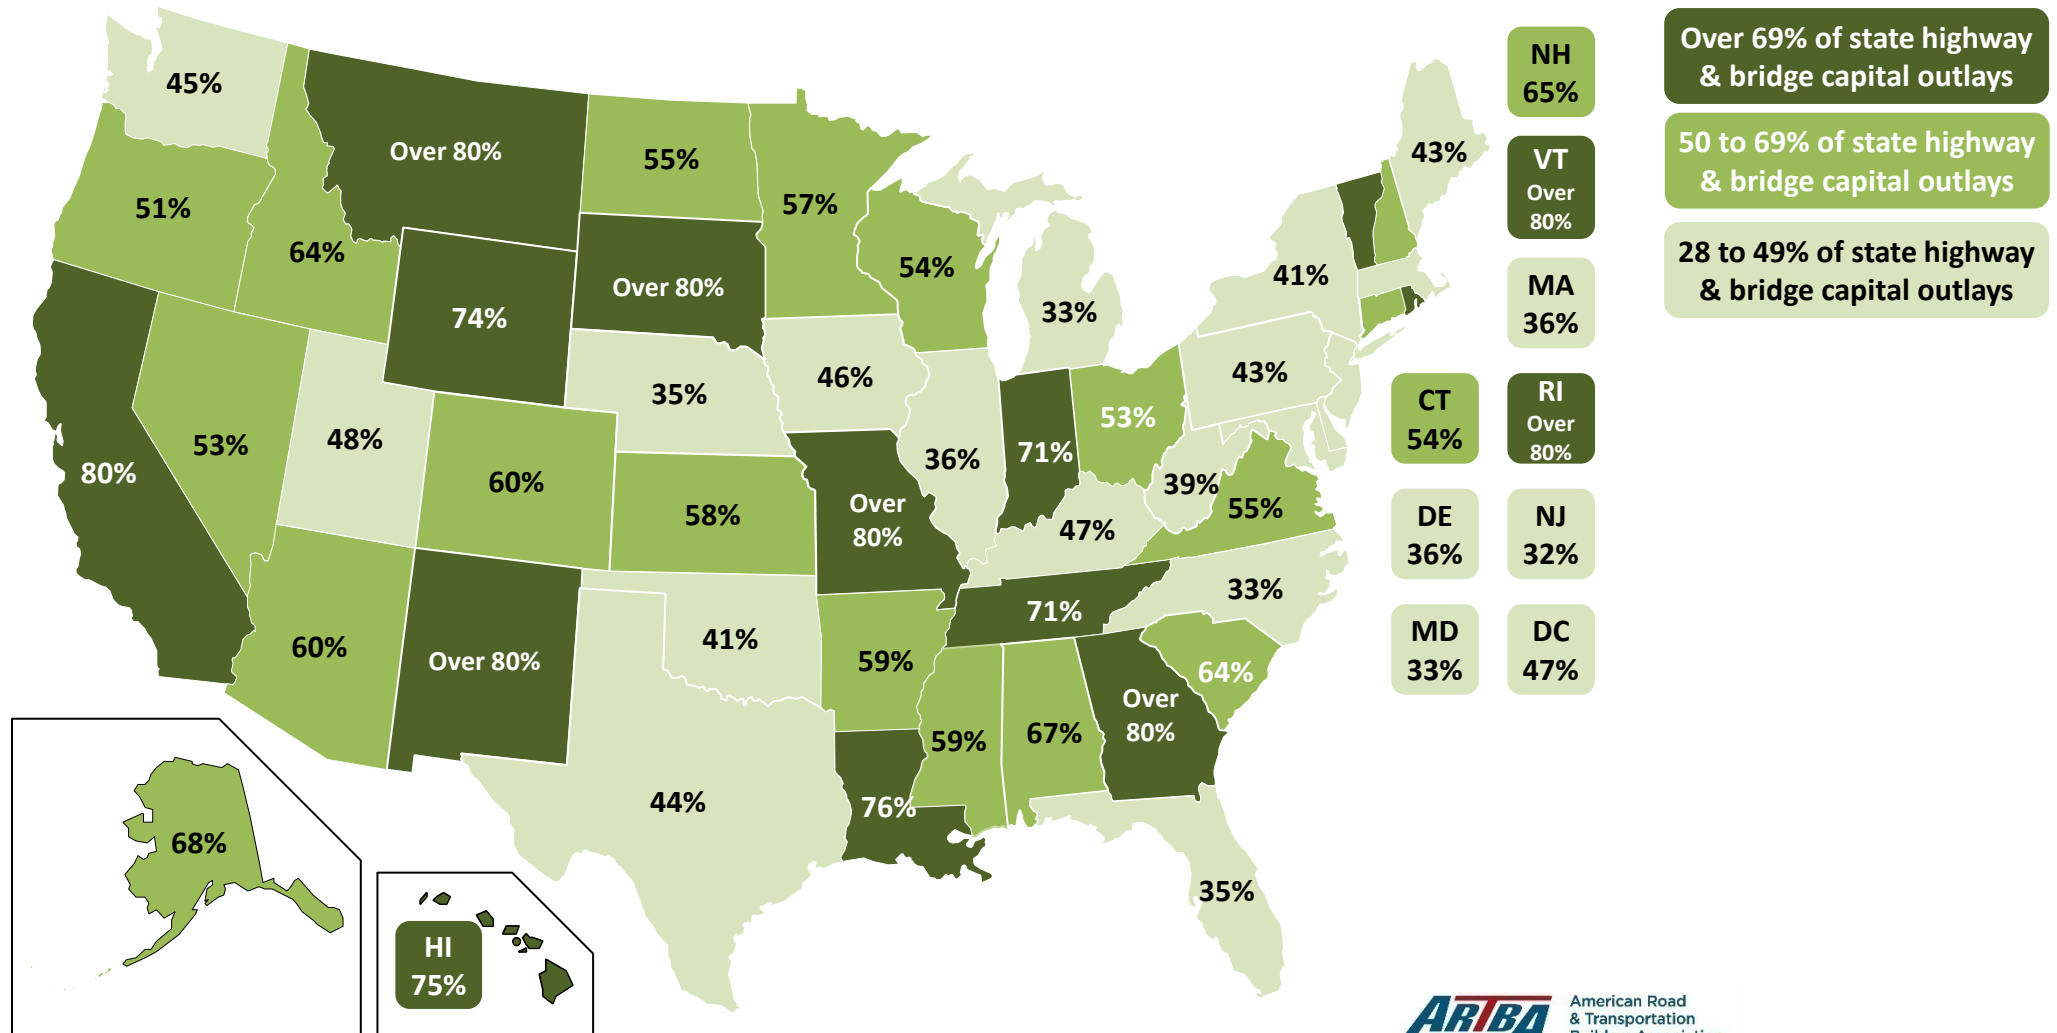 45%
Over 80%
55%
57%
51%
64%
74%
Over 80%
54%
33%
43%
41%
43%
35%
46%
36%
71%
53%
80%
53%
48%
60%
58%
Over
80%
47%
39%
55%
33%
71%
60%
Over 80%
41%
59%
64%
59%
67%
Over
80%
44%
76%
35%
68%
HI
75%
NH
65%
VT
Over
80%
MA
36%
CT
54%
RI
Over
80%
DE
36%
NJ
32%
MD
33%
DC
47%
Over 69% of state highway
& bridge capital outlays
50 to 69% of state highway
& bridge capital outlays
28 to 49% of state highway
& bridge capital outlays
ARTBA
American Road
& Transportation